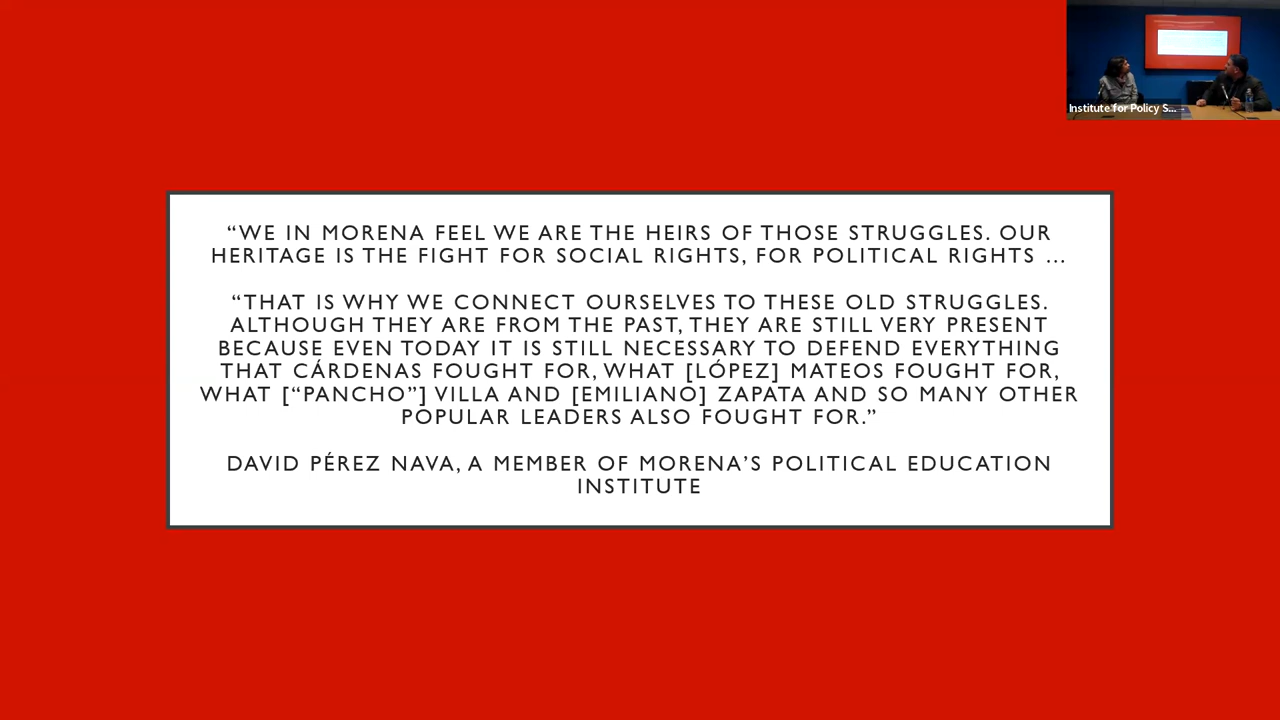 Institute for Policy S...
“WE IN MORENA FEEL WE ARE THE HEIRS OF THOSE STRUGGLES. OUR
HERITAGE IS THE FIGHT FOR SOCIAL RIGHTS, FOR POLITICAL RIGHTS ...
“THAT IS WHY WE CONNECT OURSELVES TO THESE OLD STRUGGLES.
ALTHOUGH THEY ARE FROM THE PAST, THEY ARE STILL VERY PRESENT
BECAUSE EVEN TODAY IT IS STILL NECESSARY TO DEFEND EVERYTHING
THAT CÁRDENAS FOUGHT FOR, WHAT [LÓPEZ] MATEOS FOUGHT FOR,
WHAT [“PANCHO”] VILLA AND [EMILIANO] ZAPATA AND SO MANY OTHER
POPULAR LEADERS ALSO FOUGHT FOR.”
DAVID PÉREZ NAVA, A MEMBER OF MORENA’S POLITICAL EDUCATION
INSTITUTE